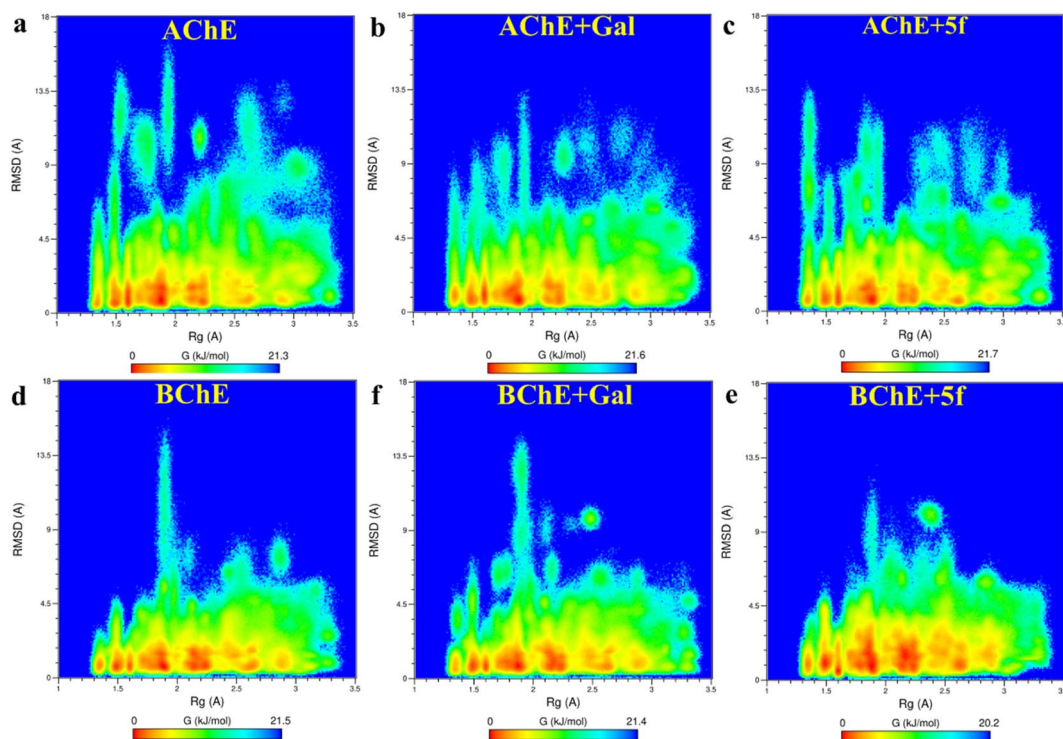 a AChE
b AChE+Gal
c AChE+5f
18
13.5
9
4.5
0
RMSD (A)
1 1.5 2 2.5 3 3.5
Rg (A)
G (kJ/mol)
0 21.3
18
13.5
9
4.5
0
RMSD (A)
1 1.5 2 2.5 3 3.5
Rg (A)
G (kJ/mol)
0 21.6
18
13.5
9
4.5
0
RMSD (A)
1 1.5 2 2.5 3 3.5
Rg (A)
G (kJ/mol)
0 21.7
d BChE
f BChE+Gal
e BChE+5f
18
13.5
9
4.5
0
RMSD (A)
1 1.5 2 2.5 3 3.5
Rg (A)
G (kJ/mol)
0 21.5
18
13.5
9
4.5
0
RMSD (A)
1 1.5 2 2.5 3 3.5
Rg (A)
G (kJ/mol)
0 21.4
18
13.5
9
4.5
0
RMSD (A)
1 1.5 2 2.5 3 3.5
Rg (A)
G (kJ/mol)
0 20.2